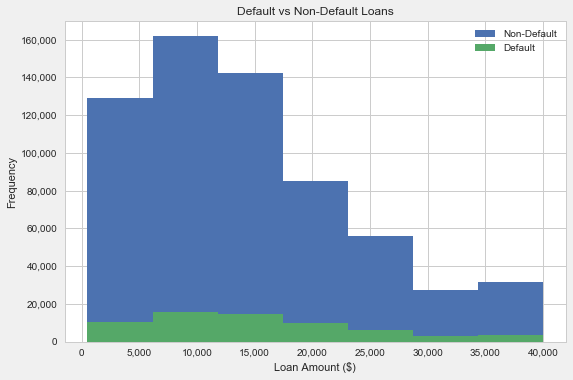 Default vs Non-Default Loans
Non-Default
Default
160,000
140,000
120,000
100,000
80,000
60,000
40,000
20,000
0
Frequency
0 5,000 10,000 15,000 20,000 25,000 30,000 35,000 40,000
Loan Amount ($)